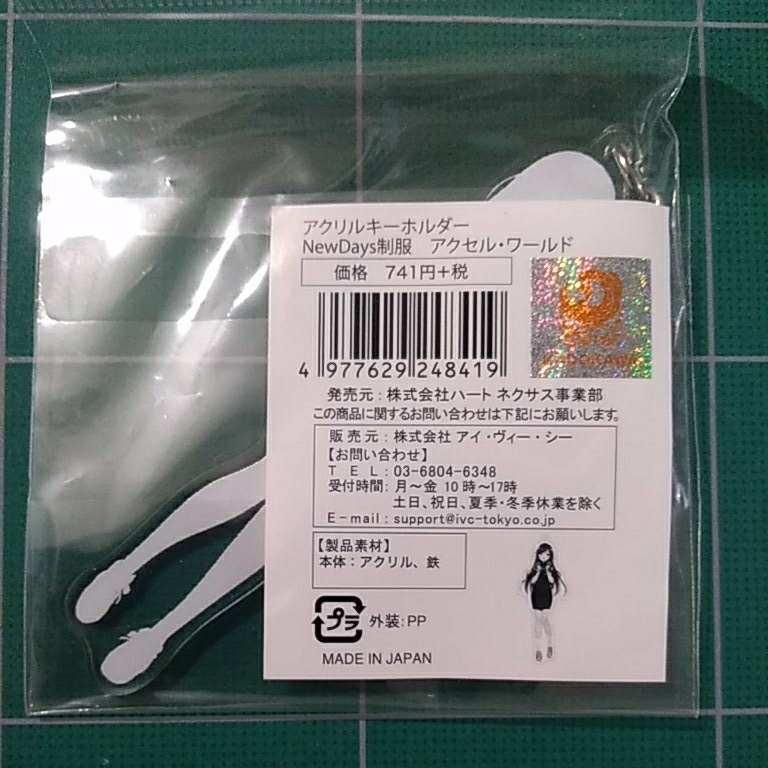 アクリルキーホルダー
NewDays制服　アクセル・ワールド
価格　741円+税
KADOKAWA
4 977629 248419
発売元：株式会社ハート ネクサス事業部
この商品に関するお問い合わせは下記にお願いします。
販売元：株式会社 アイ・ヴィー・シー
【お問い合わせ】
ＴＥＬ：03-6804-6348
受付時間：月～金 10時～17時
土日、祝日、夏季・冬季休業を除く
E-mail：support@ivc-tokyo.co.jp
【製品素材】
本体：アクリル、鉄
プラ 外装：PP
MADE IN JAPAN